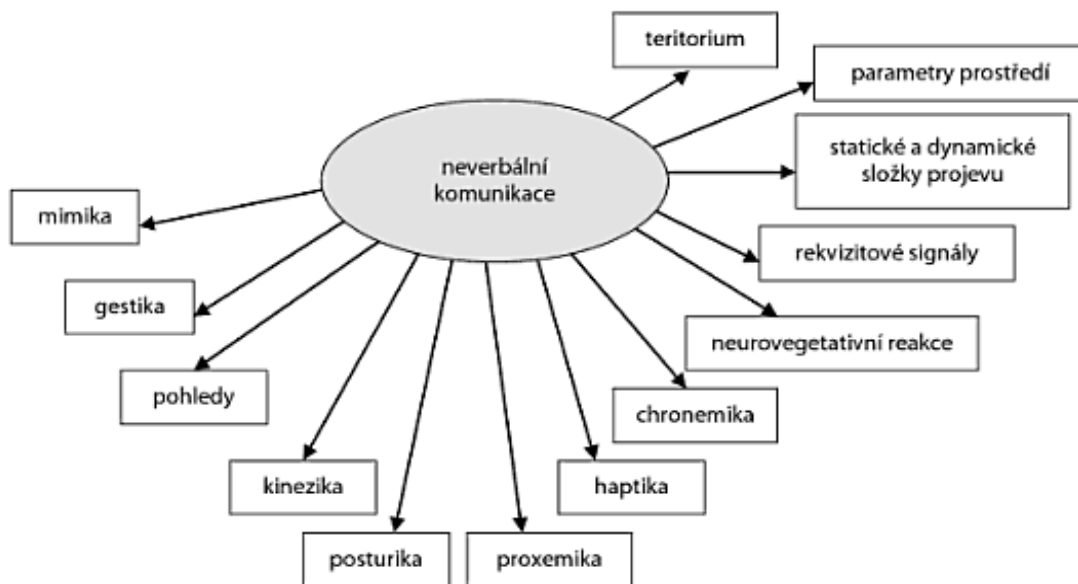 teritorium
parametry prostředí
statické a dynamické
složky projevu
neverbální
komunikace
mimika
rekvizitové signály
gestika
neurovegetativní reakce
pohledy
chronemika
kinezika
haptika
posturika
proxemika